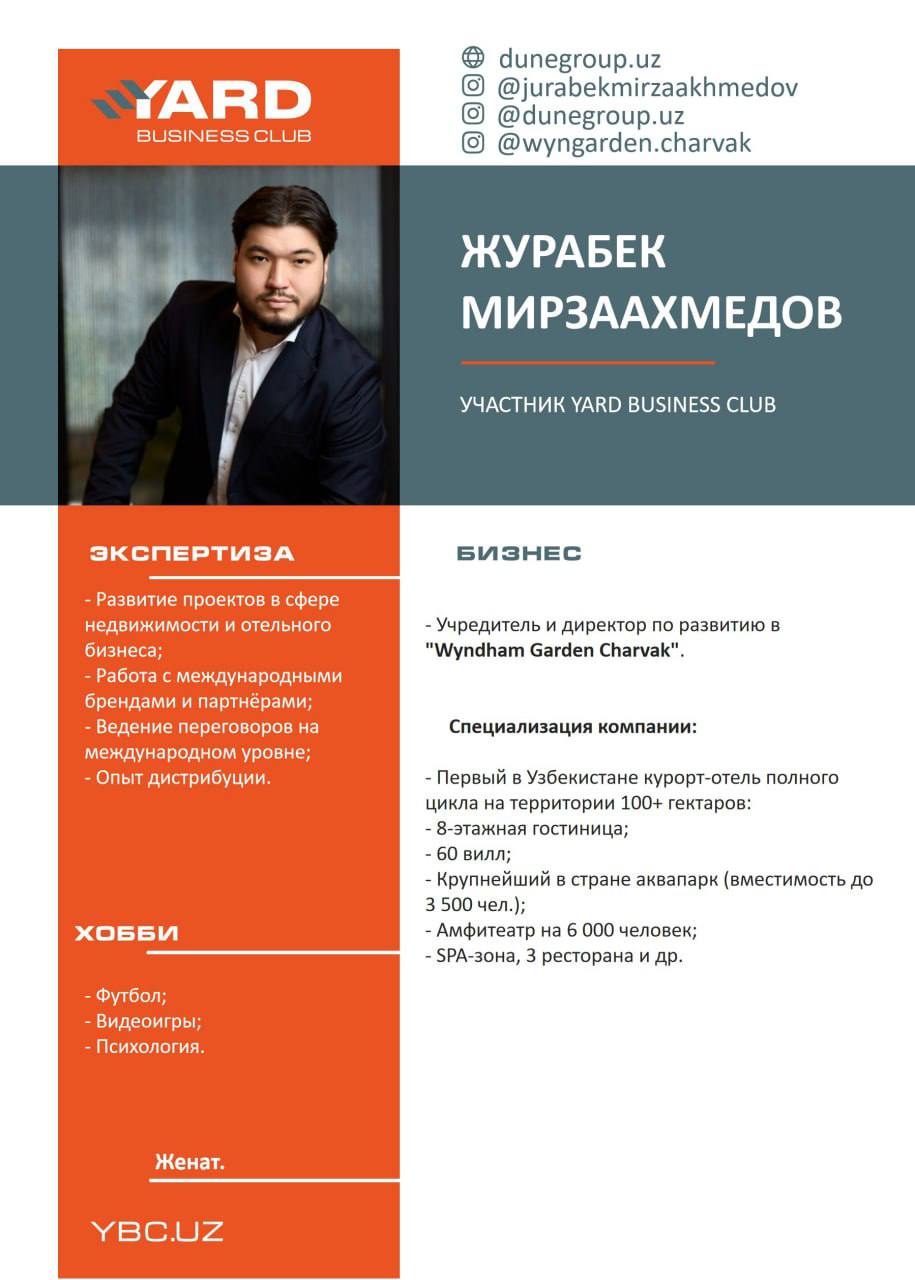 YARD
BUSINESS CLUB
dunegroup.uz
@jurabekmirzaakhmedov
@dunegroup.uz
@wyngarden.charvak
ЖУРАБЕК
МИРЗААХМЕДОВ
УЧАСТНИК YARD BUSINESS CLUB
ЭКСПЕРТИЗА
- Развитие проектов в сфере
недвижимости и отельного
бизнеса;
- Работа с международными
брендами и партнёрами;
- Ведение переговоров на
международном уровне;
- Опыт дистрибуции.
ХОББИ
- Футбол;
- Видеоигры;
- Психология.
Женат.
YBC.UZ
БИЗНЕС
- Учредитель и директор по развитию в
"Wyndham Garden Charvak".
Специализация компании:
- Первый в Узбекистане курорт-отель полного
цикла на территории 100+ гектаров:
- 8-этажная гостиница;
- 60 вилл;
- Крупнейший в стране аквапарк (вместимость до
3 500 чел.);
- Амфитеатр на 6 000 человек;
- SPA-зона, 3 ресторана и др.